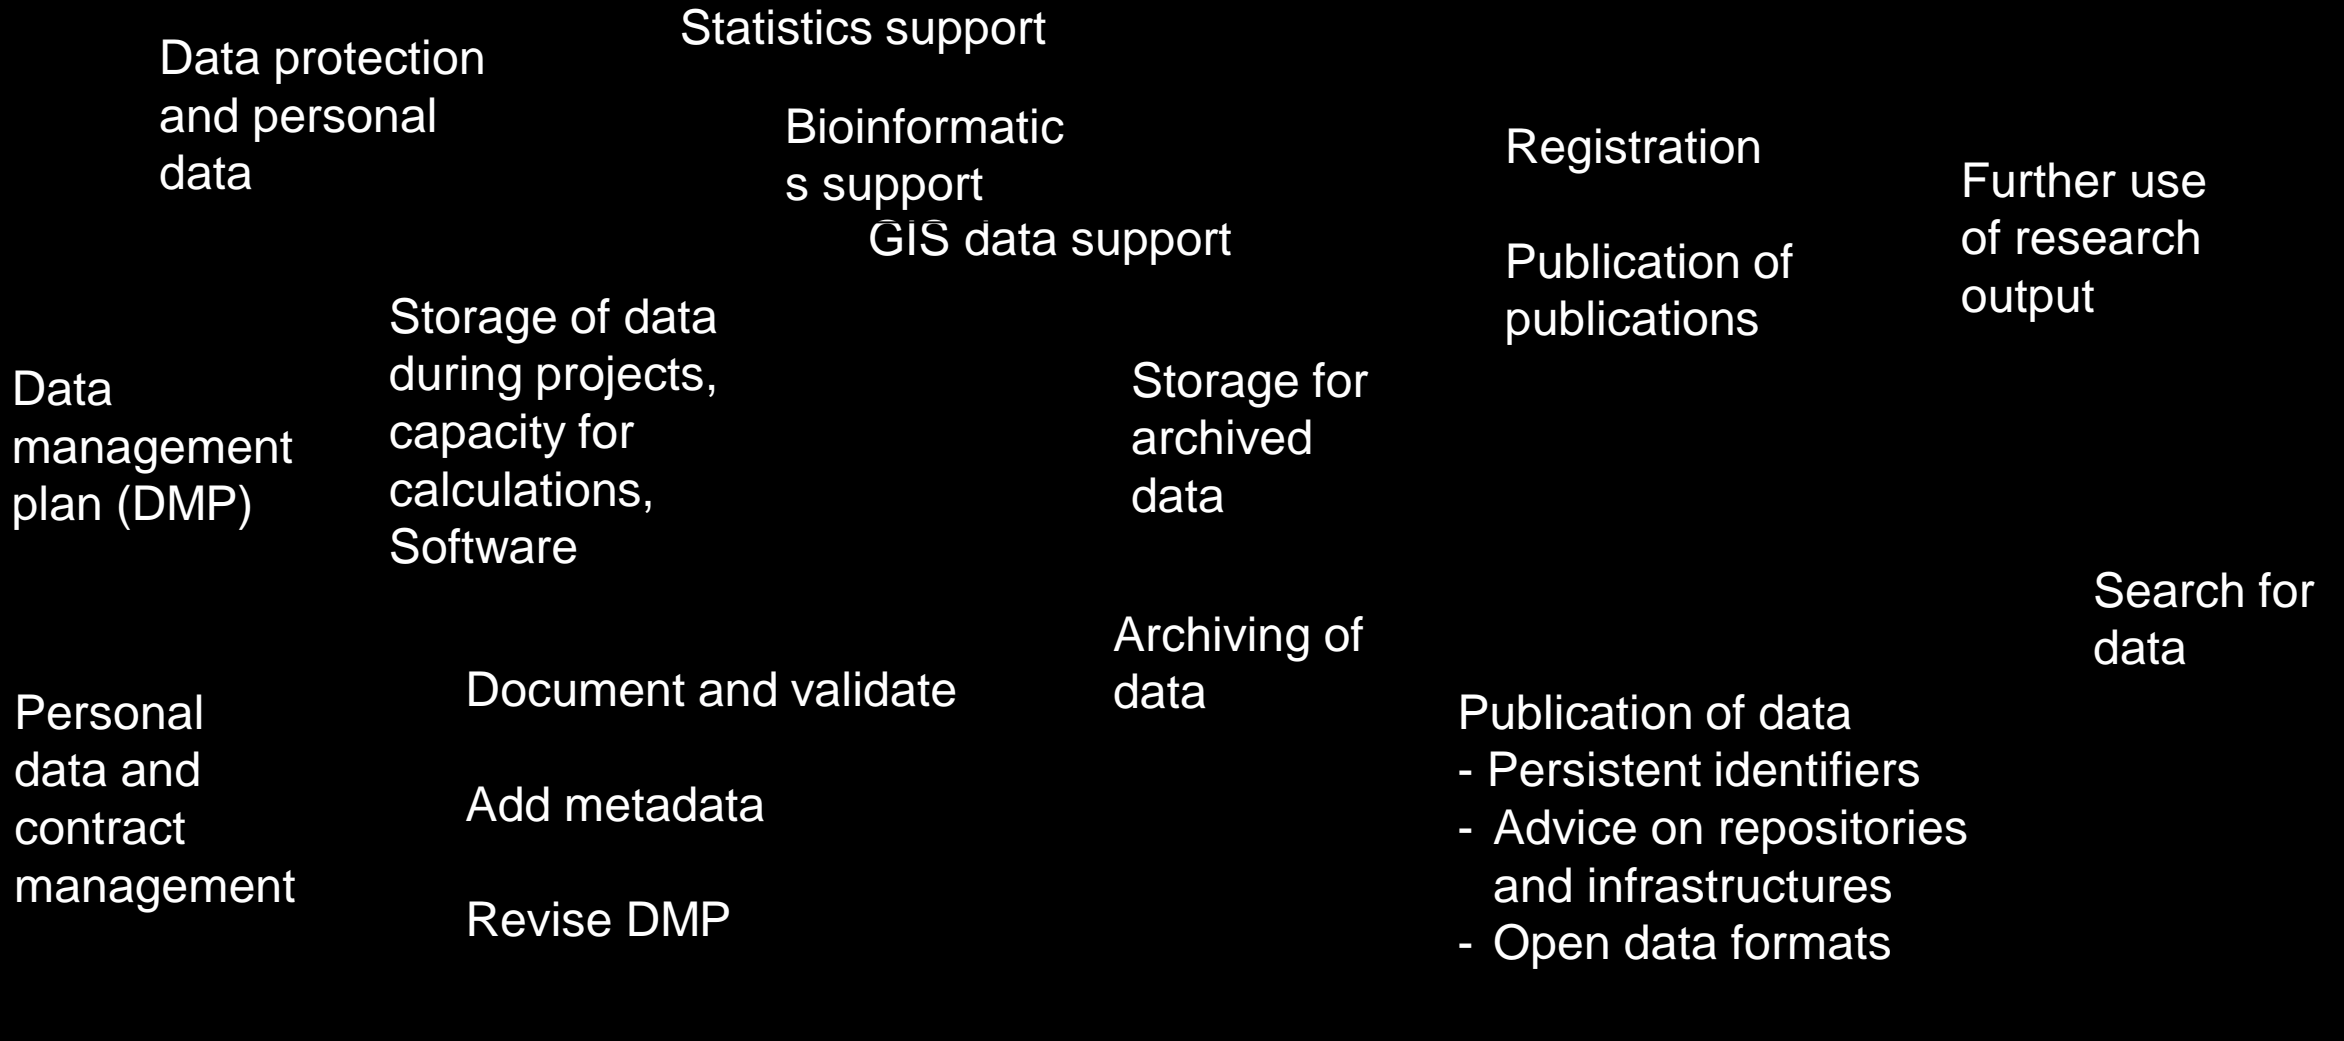 Statistics support
Data protection
and personal
data
Bioinformatic
s support
GIS data support
Registration
Publication of
publications
Further use
of research
output
Storage of data
during projects,
capacity for
calculations,
Software
Data
management
plan (DMP)
Storage for
archived
data
Search for
data
Archiving of
data
Document and validate
Add metadata
Revise DMP
Personal
data and
contract
management
Publication of data
- Persistent identifiers
- Advice on repositories
and infrastructures
- Open data formats